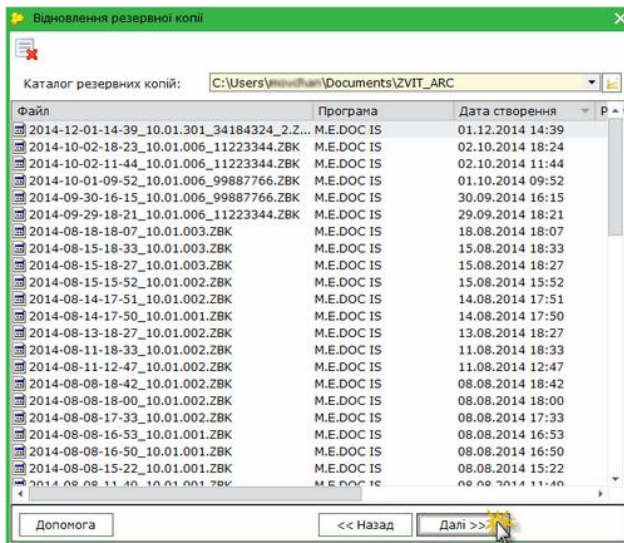 Відновлення резервної копії
Каталог резервних копій: C:\Users\ \Documents\ZVIT_ARC
Файл Програма Дата створення Р
2014-12-01-14-39_10.01.301_34184324_2.Z... M.E.DOC IS 01.12.2014 14:39
2014-10-02-18-23_10.01.006_11223344.ZBK M.E.DOC IS 02.10.2014 18:24
2014-10-02-11-44_10.01.006_11223344.ZBK M.E.DOC IS 02.10.2014 11:44
2014-10-01-09-52_10.01.006_99887766.ZBK M.E.DOC IS 01.10.2014 09:52
2014-09-30-16-15_10.01.006_99887766.ZBK M.E.DOC IS 30.09.2014 16:15
2014-09-29-18-21_10.01.006_11223344.ZBK M.E.DOC IS 29.09.2014 18:21
2014-08-18-18-07_10.01.003.ZBK M.E.DOC IS 18.08.2014 18:07
2014-08-15-18-33_10.01.003.ZBK M.E.DOC IS 15.08.2014 18:33
2014-08-15-18-27_10.01.003.ZBK M.E.DOC IS 15.08.2014 18:27
2014-08-15-15-52_10.01.002.ZBK M.E.DOC IS 15.08.2014 15:52
2014-08-14-17-51_10.01.002.ZBK M.E.DOC IS 14.08.2014 17:51
2014-08-14-17-50_10.01.001.ZBK M.E.DOC IS 14.08.2014 17:50
2014-08-13-18-27_10.01.002.ZBK M.E.DOC IS 13.08.2014 18:27
2014-08-11-18-33_10.01.002.ZBK M.E.DOC IS 11.08.2014 18:33
2014-08-11-12-47_10.01.002.ZBK M.E.DOC IS 11.08.2014 12:47
2014-08-08-18-42_10.01.002.ZBK M.E.DOC IS 08.08.2014 18:42
2014-08-08-18-00_10.01.002.ZBK M.E.DOC IS 08.08.2014 18:00
2014-08-08-17-33_10.01.002.ZBK M.E.DOC IS 08.08.2014 17:33
2014-08-08-16-53_10.01.001.ZBK M.E.DOC IS 08.08.2014 16:53
2014-08-08-16-50_10.01.001.ZBK M.E.DOC IS 08.08.2014 16:50
2014-08-08-15-22_10.01.001.ZBK M.E.DOC IS 08.08.2014 15:22
2014-08-08-11-49_10.01.001.ZBK M.E.DOC IS 08.08.2014 11:49
Допомога << Назад Далі >>